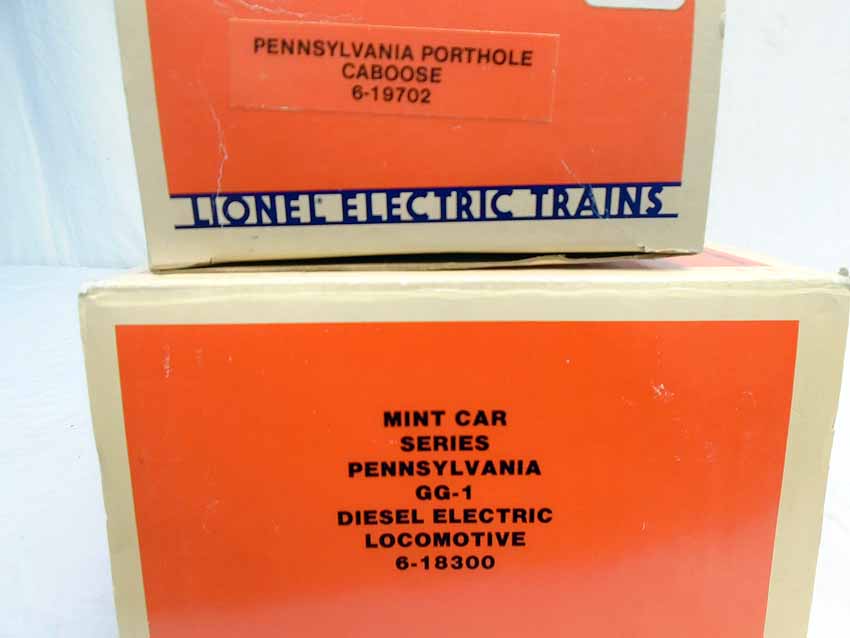 PENNSYLVANIA PORTHOLE
CABOOSE
6-19702
LIONEL ELECTRIC TRAINS
MINT CAR
SERIES
PENNSYLVANIA
GG-1
DIESEL ELECTRIC
LOCOMOTIVE
6-18300